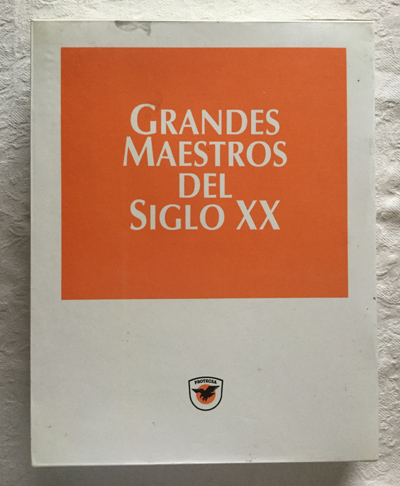 GRANDES
MAESTROS
DEL
SIGLO XX
PROTECSA